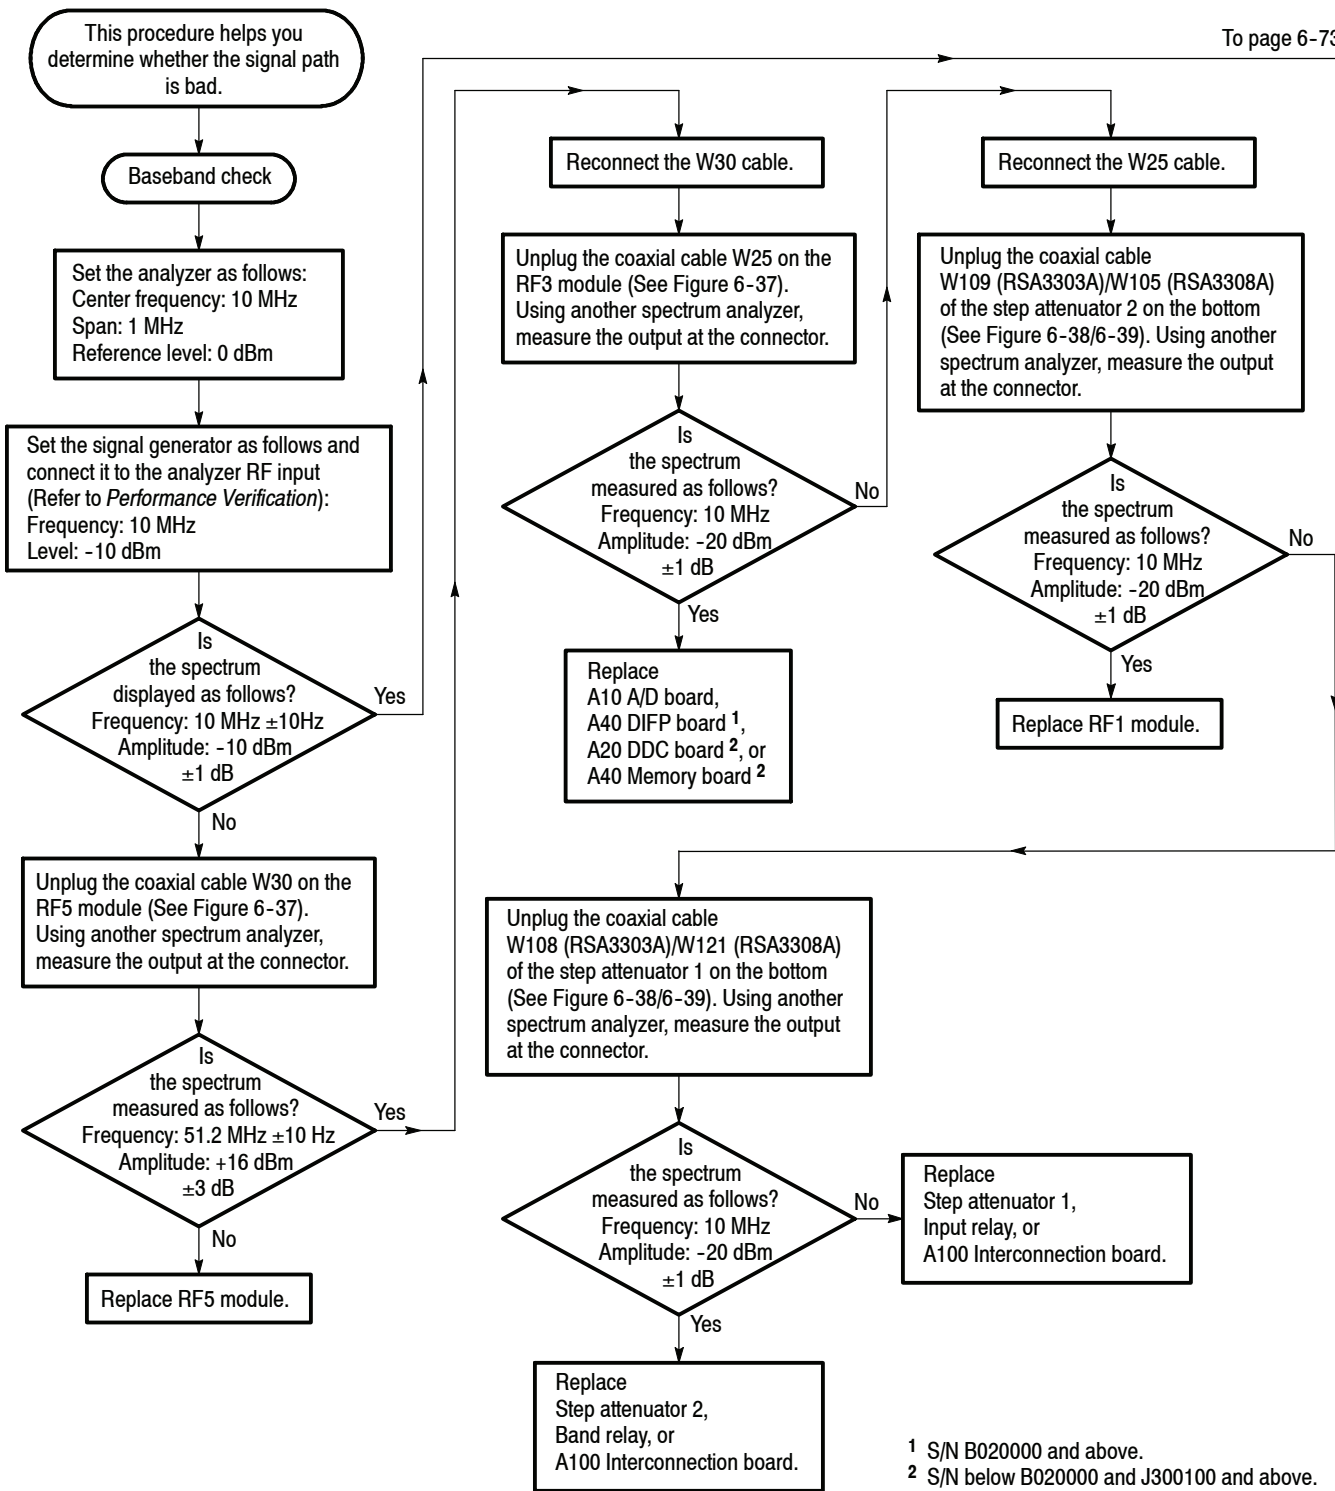 This procedure helps you
determine whether the signal path
is bad.
Baseband check
Set the analyzer as follows:
Center frequency: 10 MHz
Span: 1 MHz
Reference level: 0 dBm
Set the signal generator as follows and
connect it to the analyzer RF input
(Refer to Performance Verification):
Frequency: 10 MHz
Level: -10 dBm
Is
the spectrum
displayed as follows?
Frequency: 10 MHz ±10Hz
Amplitude: -10 dBm
±1 dB
Yes
No
Unplug the coaxial cable W30 on the
RF5 module (See Figure 6-37).
Using another spectrum analyzer,
measure the output at the connector.
Is
the spectrum
measured as follows?
Frequency: 51.2 MHz ±10 Hz
Amplitude: +16 dBm
±3 dB
Yes
No
Replace RF5 module.
To page 6-73
Reconnect the W30 cable.
Unplug the coaxial cable W25 on the
RF3 module (See Figure 6-37).
Using another spectrum analyzer,
measure the output at the connector.
Is
the spectrum
measured as follows?
Frequency: 10 MHz
Amplitude: -20 dBm
±1 dB
No
Yes
Replace
A10 A/D board,
A40 DIFP board 1,
A20 DDC board 2, or
A40 Memory board 2
Reconnect the W25 cable.
Unplug the coaxial cable
W109 (RSA3303A)/W105 (RSA3308A)
of the step attenuator 2 on the bottom
(See Figure 6-38/6-39). Using another
spectrum analyzer, measure the output
at the connector.
Is
the spectrum
measured as follows?
Frequency: 10 MHz
Amplitude: -20 dBm
±1 dB
No
Yes
Replace RF1 module.
Unplug the coaxial cable
W108 (RSA3303A)/W121 (RSA3308A)
of the step attenuator 1 on the bottom
(See Figure 6-38/6-39). Using another
spectrum analyzer, measure the output
at the connector.
Is
the spectrum
measured as follows?
Frequency: 10 MHz
Amplitude: -20 dBm
±1 dB
No
Yes
Replace
Step attenuator 1,
Input relay, or
A100 Interconnection board.
Replace
Step attenuator 2,
Band relay, or
A100 Interconnection board.
1 S/N B020000 and above.
2 S/N below B020000 and J300100 and above.